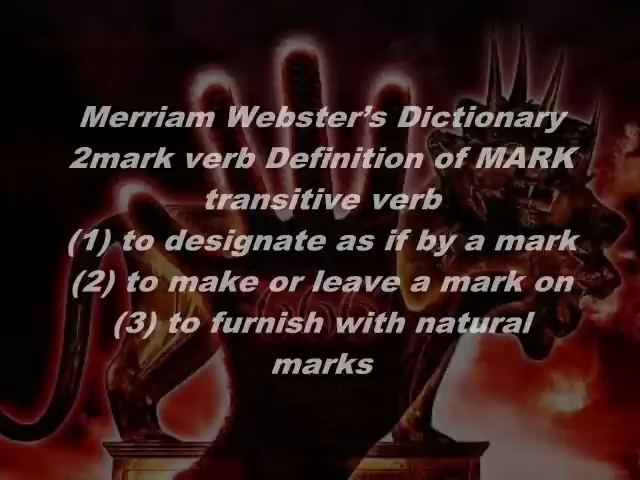 Merriam Webster’s Dictionary
2mark verb Definition of MARK
transitive verb
(1) to designate as if by a mark
(2) to make or leave a mark on
(3) to furnish with natural
marks